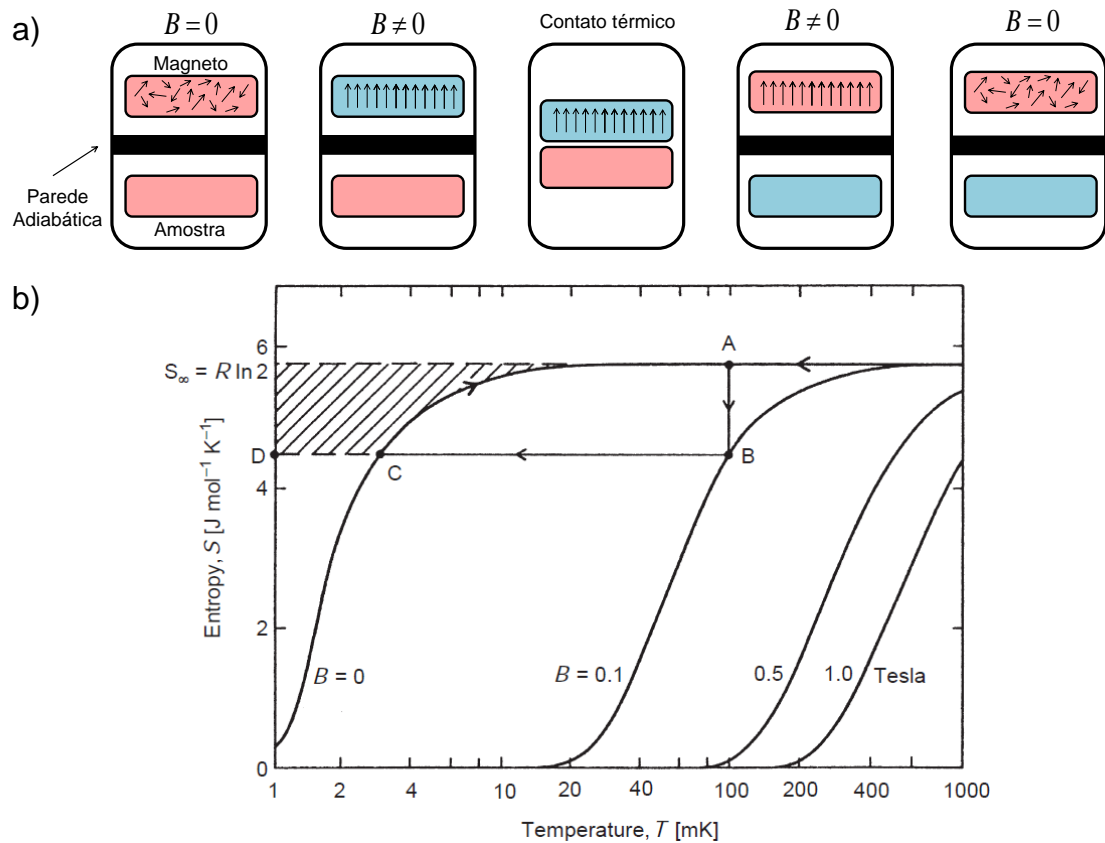 a)
B = 0
B ≠ 0
Contato térmico
B ≠ 0
B = 0
Magneto
Parede
Adiabática
Amostra
b)
6
S∞ = R ln 2
4
2
0
Entropy, S [J mol⁻¹ K⁻¹]
A
B
C
D
B = 0
B = 0.1
0.5
1.0 Tesla
1 2 4 10 20 40 100 200 400 1000
Temperature, T [mK]